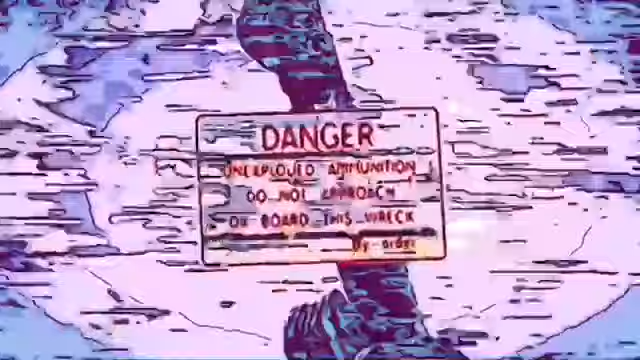 DANGER
UNEXPLODED AMMUNITION
DO NOT APPROACH
OR BOARD THIS WRECK
By order